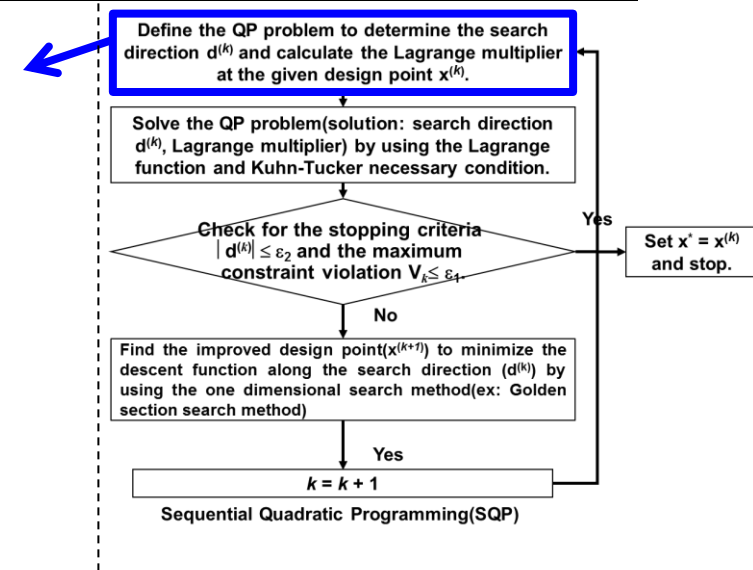 Define the QP problem to determine the search
direction d(k) and calculate the Lagrange multiplier
at the given design point x(k).
Solve the QP problem(solution: search direction
d(k), Lagrange multiplier) by using the Lagrange
function and Kuhn-Tucker necessary condition.
Check for the stopping criteria
|d(k)| ≤ ε2 and the maximum
constraint violation Vk ≤ ε1.
Yes
Set x* = x(k)
and stop.
No
Find the improved design point(x(k+1)) to minimize the
descent function along the search direction (d(k)) by
using the one dimensional search method(ex: Golden
section search method)
Yes
k = k + 1
Sequential Quadratic Programming(SQP)